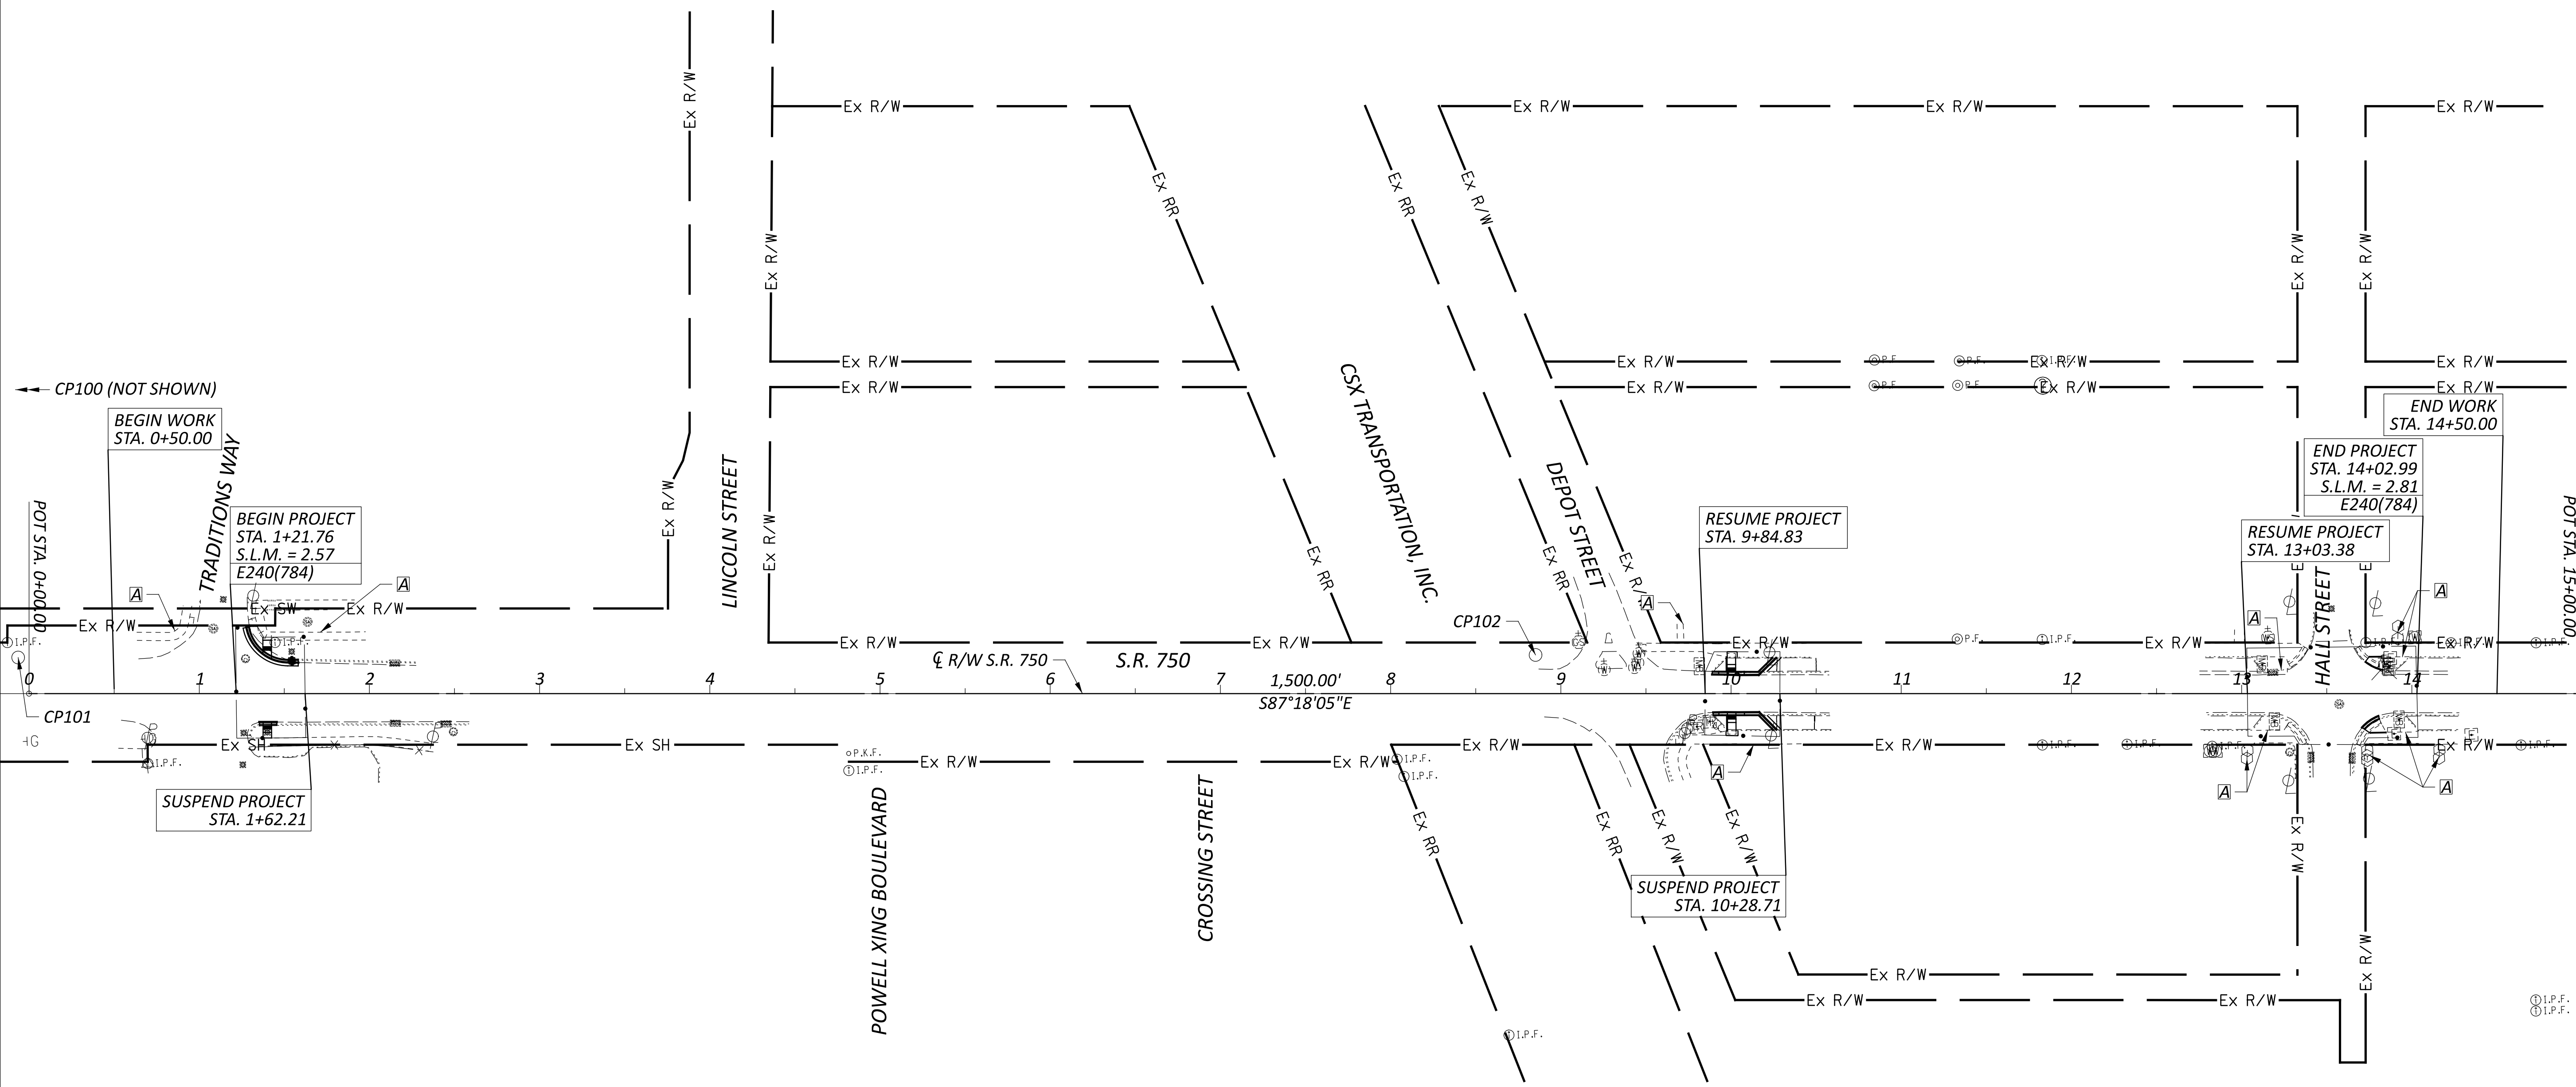 Ex R/W
Ex R/W
Ex R/W
Ex R/W
Ex R/W
Ex R/W
Ex RR
Ex RR
Ex R/W
Ex R/W
Ex R/W
Ex R/W
Ex R/W
Ex R/W
P.F.
P.F.
I.P.F.
Ex R/W
Ex R/W
CP100 (NOT SHOWN)
Ex R/W
Ex R/W
Ex R/W
P.F.
P.F.
Ex R/W
Ex R/W
BEGIN WORK
STA. 0+50.00
END WORK
STA. 14+50.00
TRADITIONS WAY
CSX TRANSPORTATION, INC.
DEPOT STREET
END PROJECT
STA. 14+02.99
S.L.M. = 2.81
E240(784)
POT STA. 0+00.00
BEGIN PROJECT
STA. 1+21.76
S.L.M. = 2.57
E240(784)
Ex R/W
LINCOLN STREET
Ex R/W
Ex RR
Ex RR
RESUME PROJECT
STA. 9+84.83
RESUME PROJECT
STA. 13+03.38
POT STA. 15+00.00
A
A
A
A
A
Ex SW
Ex R/W
Ex R/W
I.P.F.
I.P.F.
Ex R/W
Ex R/W
CP102
Ex R/W
P.F.
I.P.F.
Ex R/W
HALL STREET
Ex R/W
I.P.F.
℄ R/W S.R. 750
S.R. 750
0
1
2
3
4
5
6
7
1,500.00'
8
9
10
11
12
13
14
S87°18'05"E
CP101
HG
Ex SH
Ex SH
P.K.F.
I.P.F.
I.P.F.
Ex R/W
Ex R/W
I.P.F.
I.P.F.
Ex R/W
Ex R/W
I.P.F.
I.P.F.
I.P.F.
Ex R/W
I.P.F.
A
A
A
SUSPEND PROJECT
STA. 1+62.21
POWELL XING BOULEVARD
CROSSING STREET
Ex RR
Ex RR
Ex R/W
Ex R/W
Ex R/W
SUSPEND PROJECT
STA. 10+28.71
Ex R/W
Ex R/W
Ex R/W
Ex R/W
I.P.F.
I.P.F.
I.P.F.